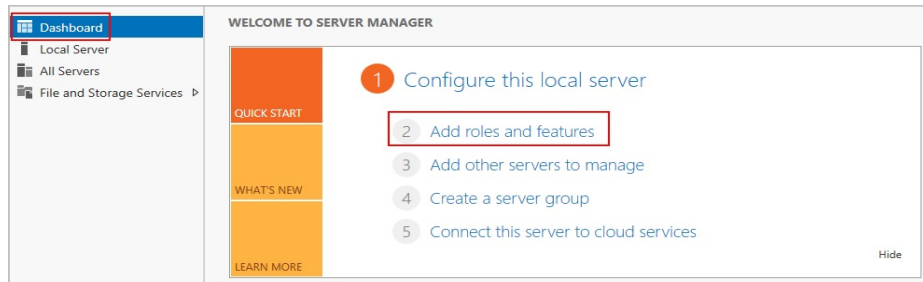 Dashboard
Local Server
All Servers
File and Storage Services
WELCOME TO SERVER MANAGER
QUICK START
WHAT'S NEW
LEARN MORE
1 Configure this local server
2 Add roles and features
3 Add other servers to manage
4 Create a server group
5 Connect this server to cloud services
Hide